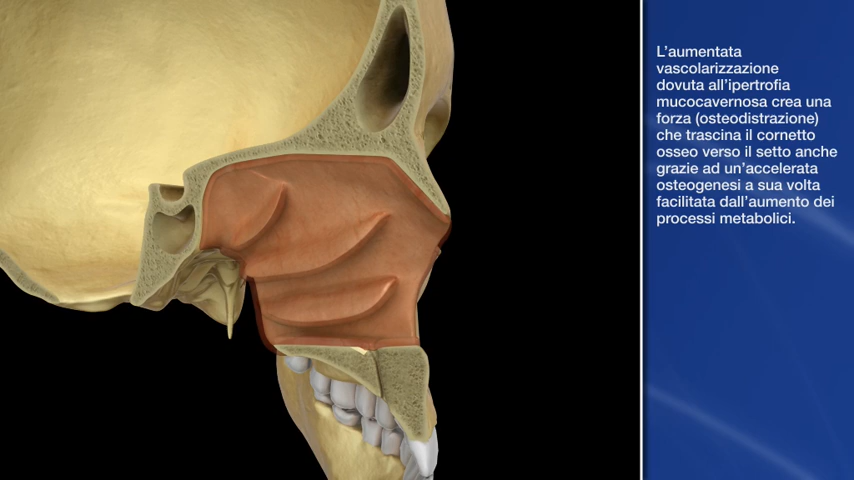 L'aumentata
vascolarizzazione
dovuta all'ipertrofia
mucocavernosa crea una
forza (osteodistrazione)
che trascina il cornetto
osseo verso il setto anche
grazie ad un'accelerata
osteogenesi a sua volta
facilitata dall'aumento dei
processi metabolici.